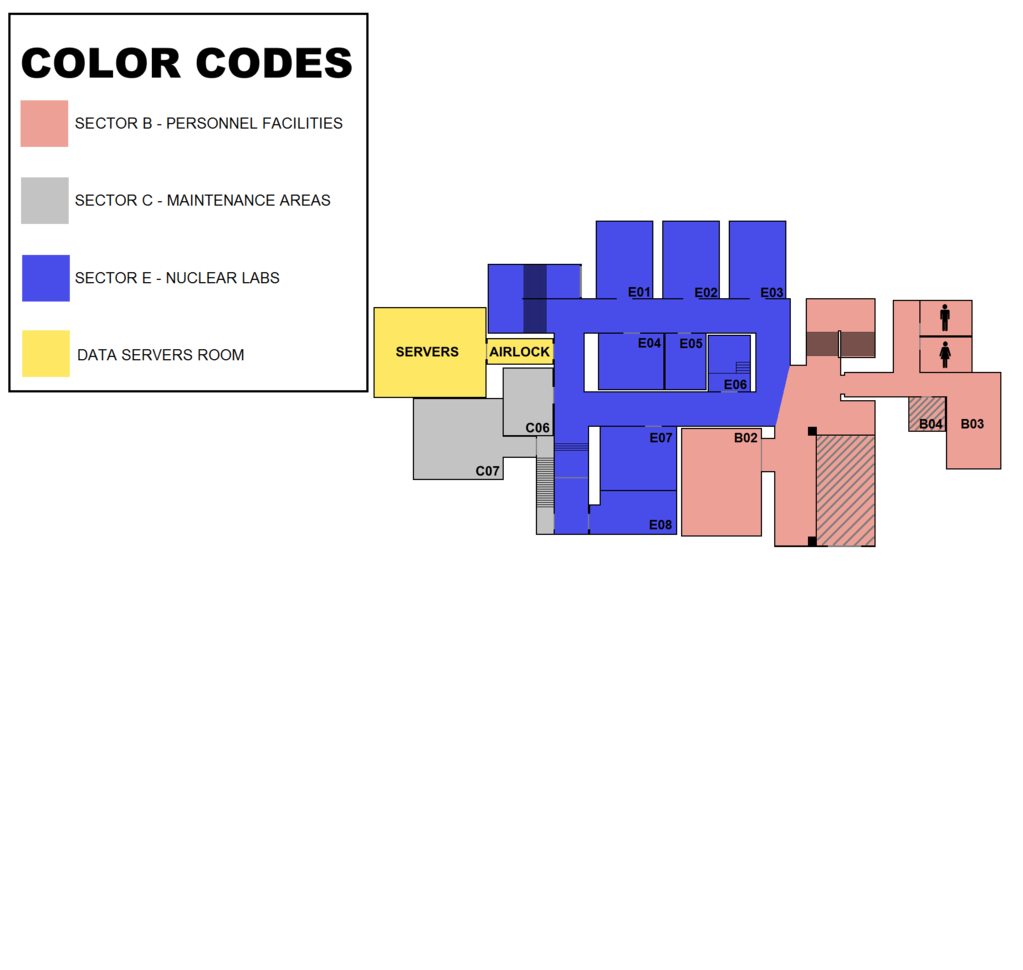 COLOR CODES
SECTOR B - PERSONNEL FACILITIES
SECTOR C - MAINTENANCE AREAS
SECTOR E - NUCLEAR LABS
DATA SERVERS ROOM
E01
E02
E03
SERVERS
AIRLOCK
E04
E05
E06
C06
C07
E07
E08
B02
B04
B03